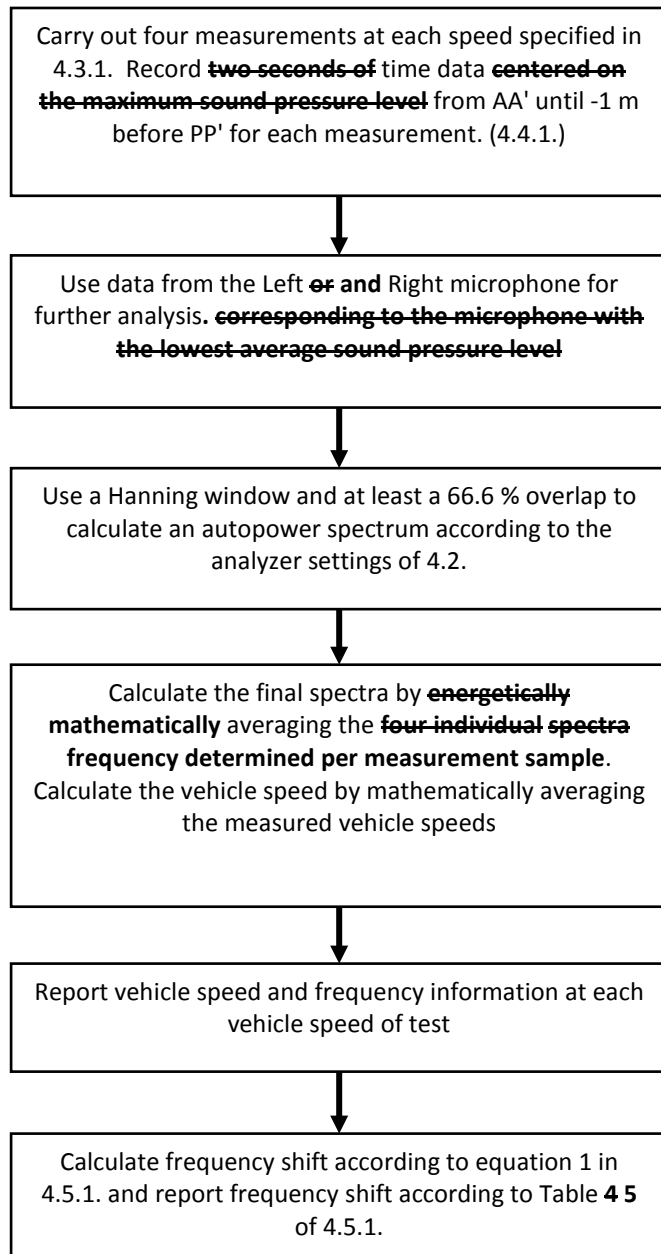 Carry out four measurements at each speed specified in
4.3.1. Record two seconds of time data centered on
the maximum sound pressure level from AA' until -1 m
before PP' for each measurement. (4.4.1.)
Use data from the Left or and Right microphone for
further analysis. corresponding to the microphone with
the lowest average sound pressure level
Use a Hanning window and at least a 66.6 % overlap to
calculate an autopower spectrum according to the
analyzer settings of 4.2.
Calculate the final spectra by energetically
mathematically averaging the four individual spectra
frequency determined per measurement sample.
Calculate the vehicle speed by mathematically averaging
the measured vehicle speeds
Report vehicle speed and frequency information at each
vehicle speed of test
Calculate frequency shift according to equation 1 in
4.5.1. and report frequency shift according to Table 4 5
of 4.5.1.